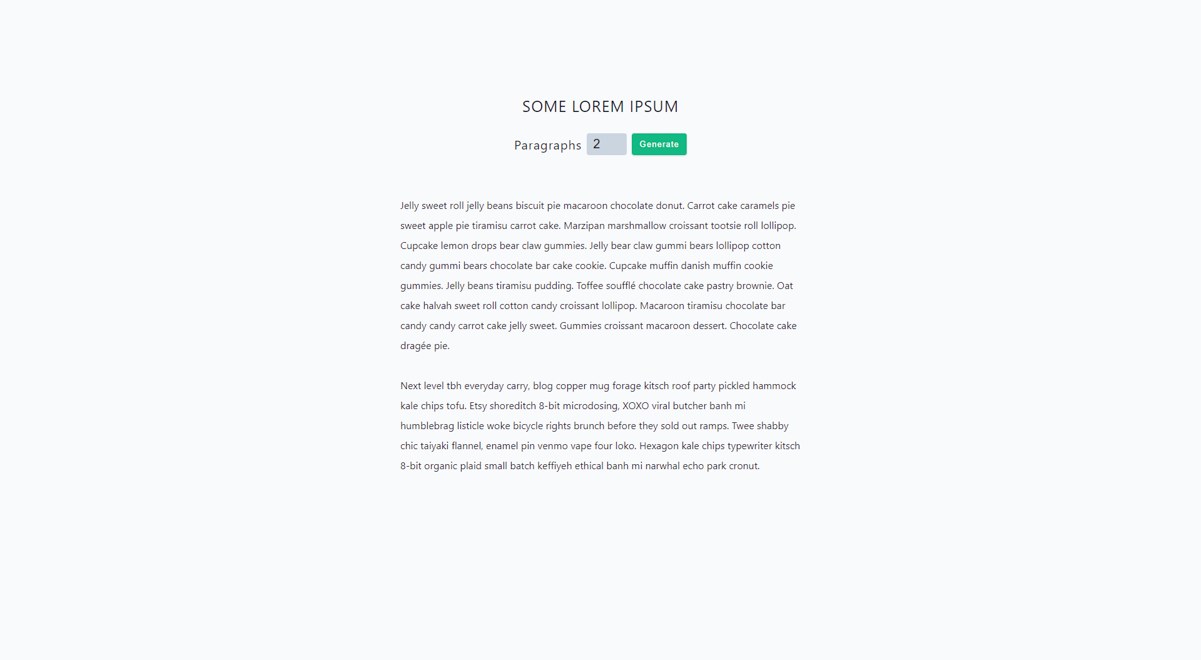 SOME LOREM IPSUM
Paragraphs 2 Generate
Jelly sweet roll jelly beans biscuit pie macaroon chocolate donut. Carrot cake caramels pie
sweet apple pie tiramisu carrot cake. Marzipan marshmallow croissant tootsie roll lollipop.
Cupcake lemon drops bear claw gummies. Jelly bear claw gummi bears lollipop cotton
candy gummi bears chocolate bar cake cookie. Cupcake muffin danish muffin cookie
gummies. Jelly beans tiramisu pudding. Toffee soufflé chocolate cake pastry brownie. Oat
cake halvah sweet roll cotton candy croissant lollipop. Macaroon tiramisu chocolate bar
candy candy carrot cake jelly sweet. Gummies croissant macaroon dessert. Chocolate cake
dragée pie.
Next level tbh everyday carry, blog copper mug forage kitsch roof party pickled hammock
kale chips tofu. Etsy shoreditch 8-bit microdosing, XOXO viral butcher banh mi
humblebrag listicle woke bicycle rights brunch before they sold out ramps. Twee shabby
chic taiyaki flannel, enamel pin venmo vape four loko. Hexagon kale chips typewriter kitsch
8-bit organic plaid small batch keffiyeh ethical banh mi narwhal echo park cronut.